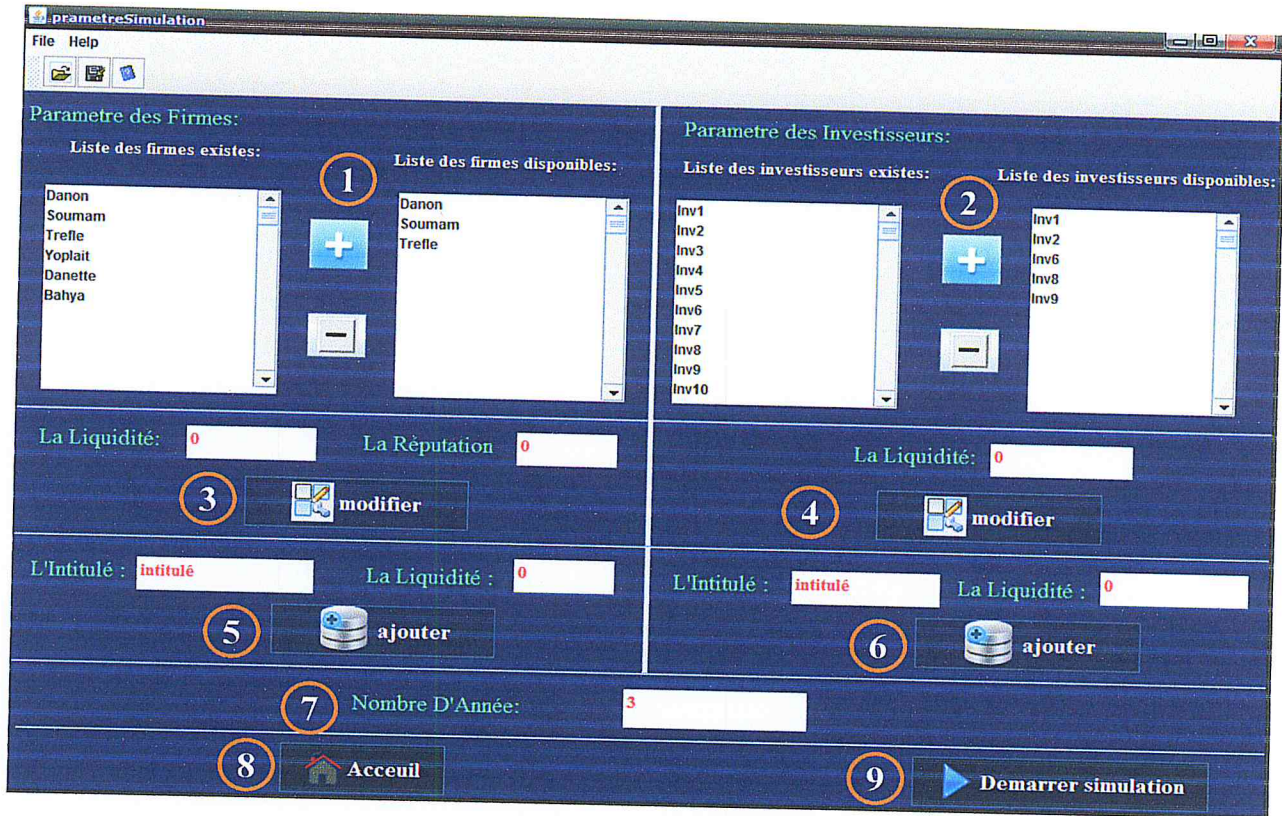 prametreSimulation
File Help
Parametre des Firmes:
Liste des firmes existes:
1
Liste des firmes disponibles:
Danon
Soumam
Trefle
Yoplait
Danette
Bahya
Danon
Soumam
Trefle
Parametre des Investisseurs:
Liste des investisseurs existes:
2
Liste des investisseurs disponibles:
Inv1
Inv2
Inv3
Inv4
Inv5
Inv6
Inv7
Inv8
Inv9
Inv10
Inv1
Inv2
Inv6
Inv8
Inv9
La Liquidité: 0 La Rèputation 0
3 modifier
La Liquidité: 0
4 modifier
L'Intitulé : intitulé La Liquidité : 0
5 ajouter
L'Intitulé : intitulé La Liquidité : 0
6 ajouter
7 Nombre D'Année: 3
8 Acceuil
9 Demarrer simulation